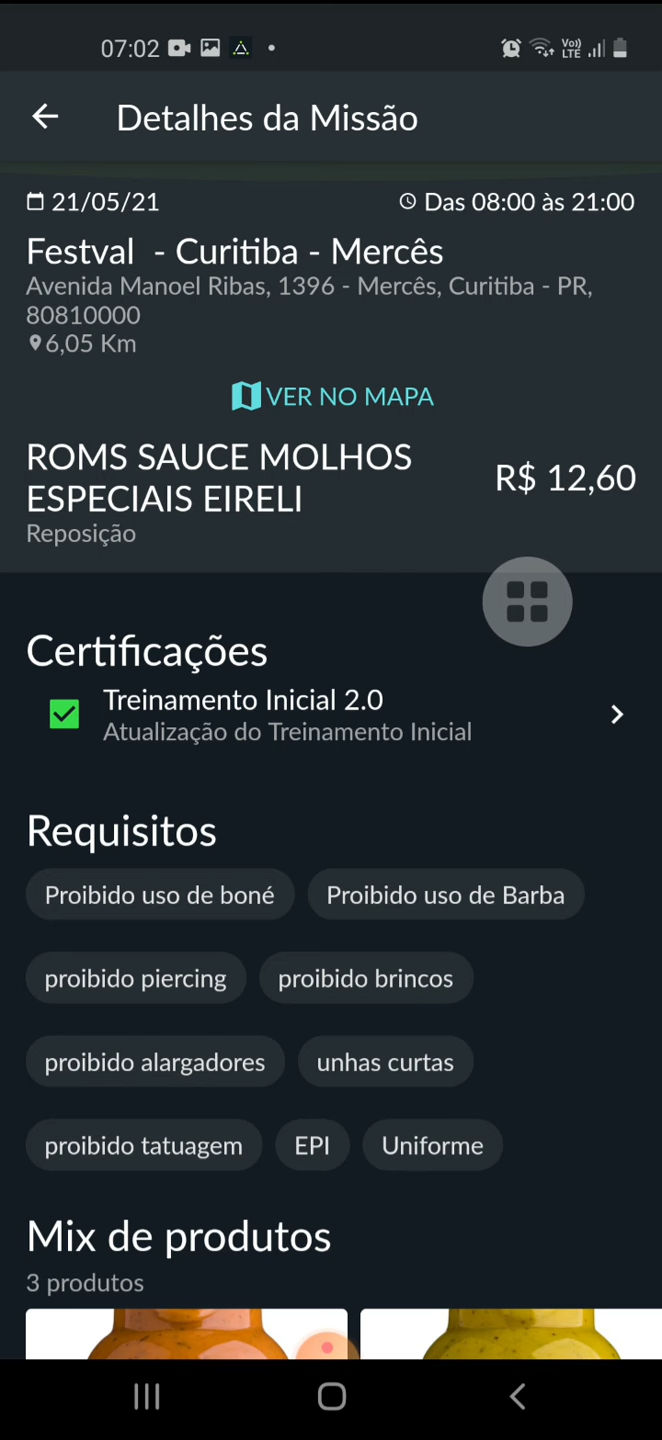 07:02
Vo)) LTE
Detalhes da Missão
21/05/21
Das 08:00 às 21:00
Festval - Curitiba - Mercês
Avenida Manoel Ribas, 1396 - Mercês, Curitiba - PR,
80810000
6,05 Km
VER NO MAPA
ROMS SAUCE MOLHOS
ESPECIAIS EIRELI
R$ 12,60
Reposição
Certificações
Treinamento Inicial 2.0
Atualização do Treinamento Inicial
Requisitos
Proibido uso de boné
Proibido uso de Barba
proibido piercing
proibido brincos
proibido alargadores
unhas curtas
proibido tatuagem
EPI
Uniforme
Mix de produtos
3 produtos